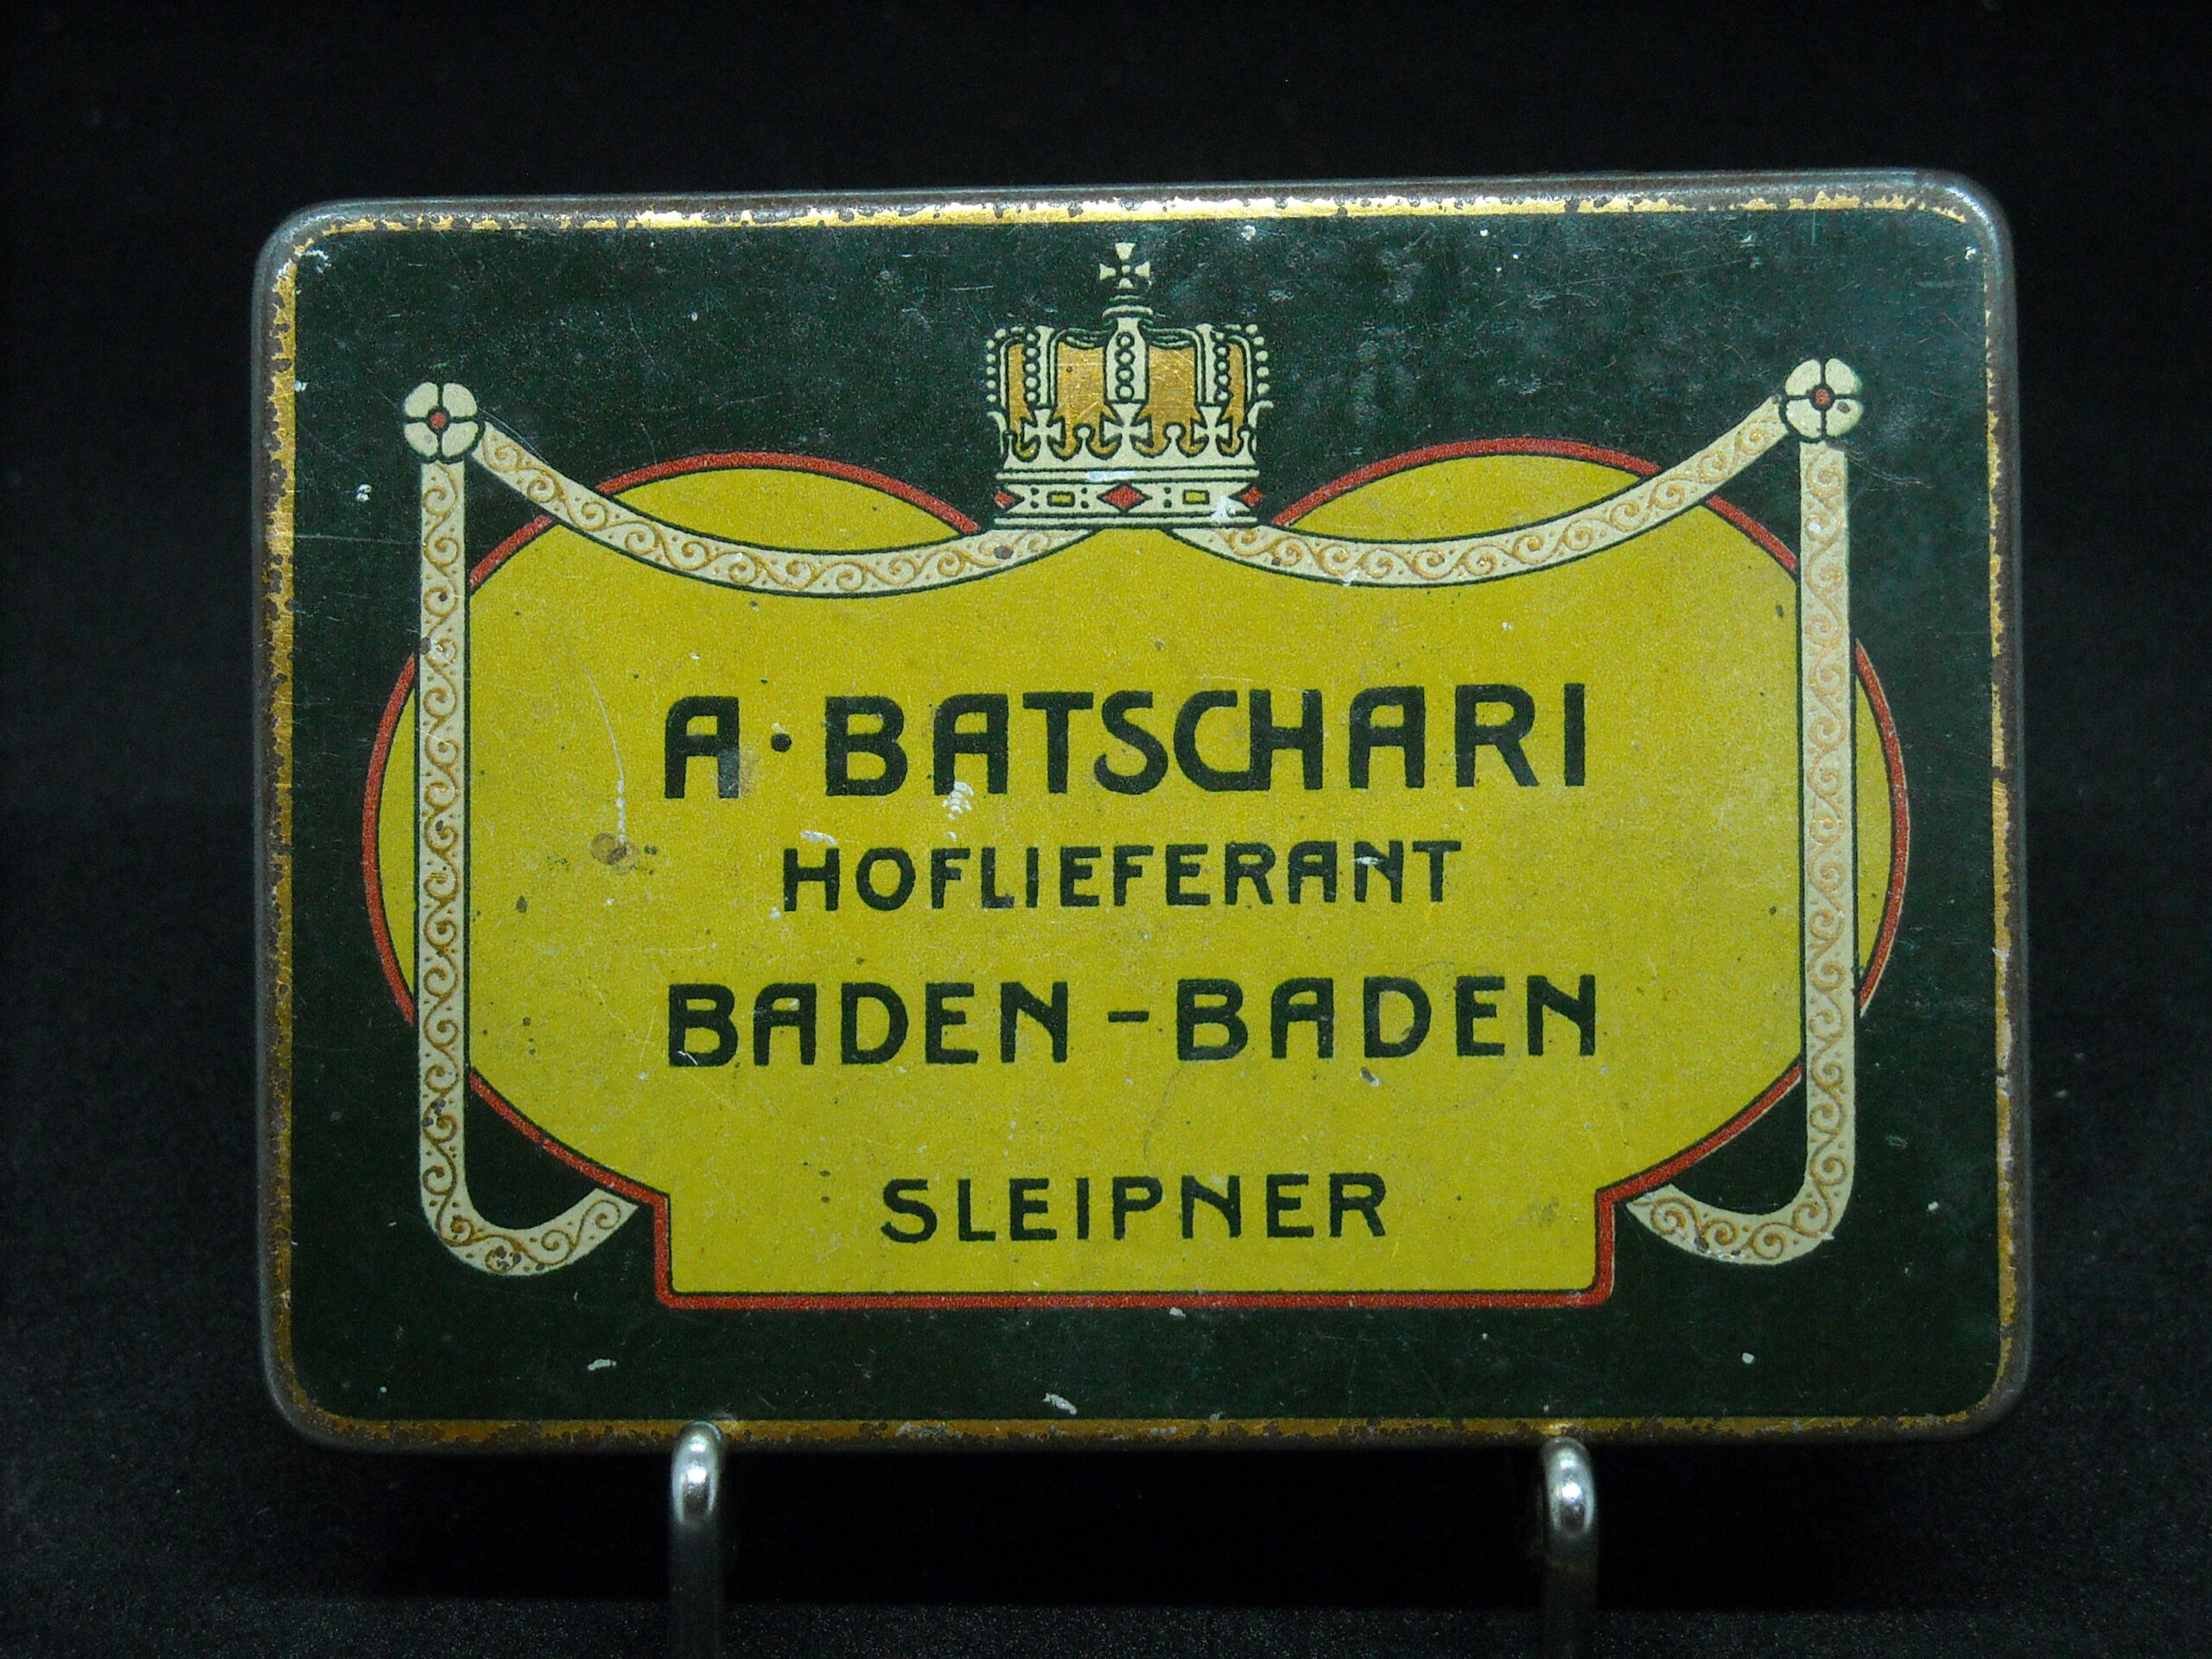 A·BATSCHARI
HOFLIEFERANT
BADEN-BADEN
SLEIPNER